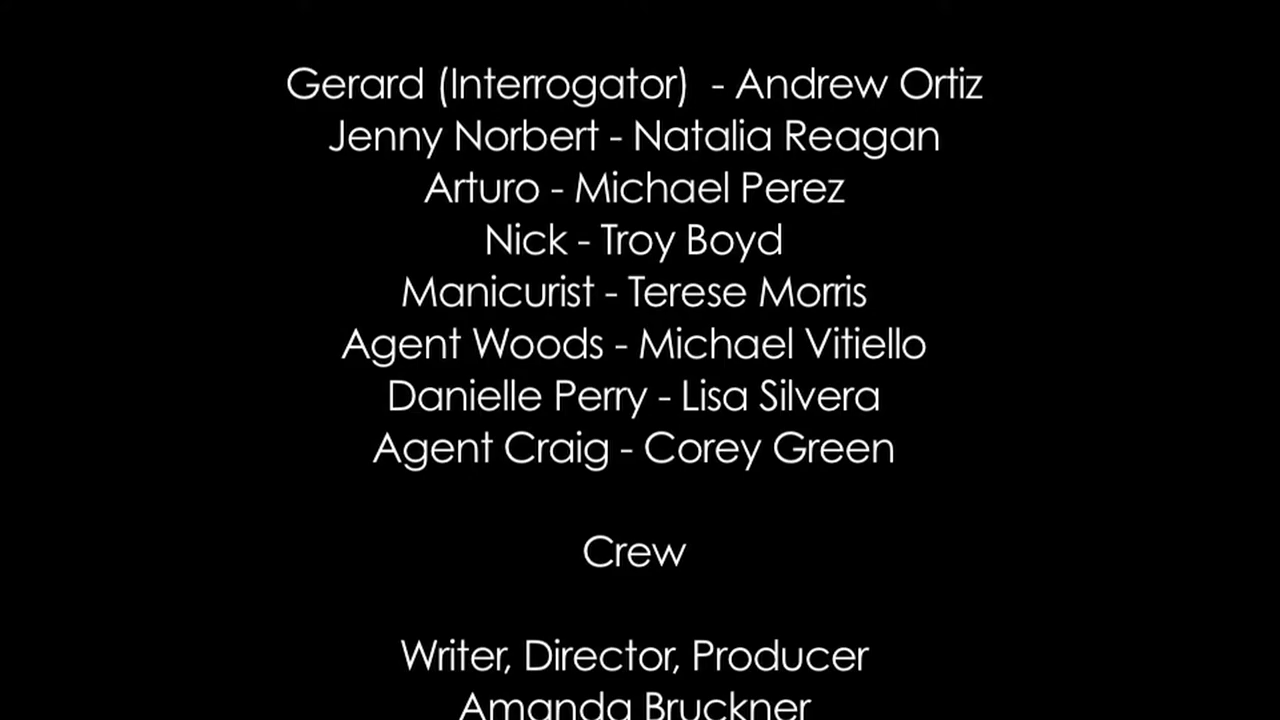 Gerard (Interrogator)  - Andrew Ortiz
Jenny Norbert - Natalia Reagan
Arturo - Michael Perez
Nick - Troy Boyd
Manicurist - Terese Morris
Agent Woods - Michael Vitiello
Danielle Perry - Lisa Silvera
Agent Craig - Corey Green
Crew
Writer, Director, Producer
Amanda Bruckner